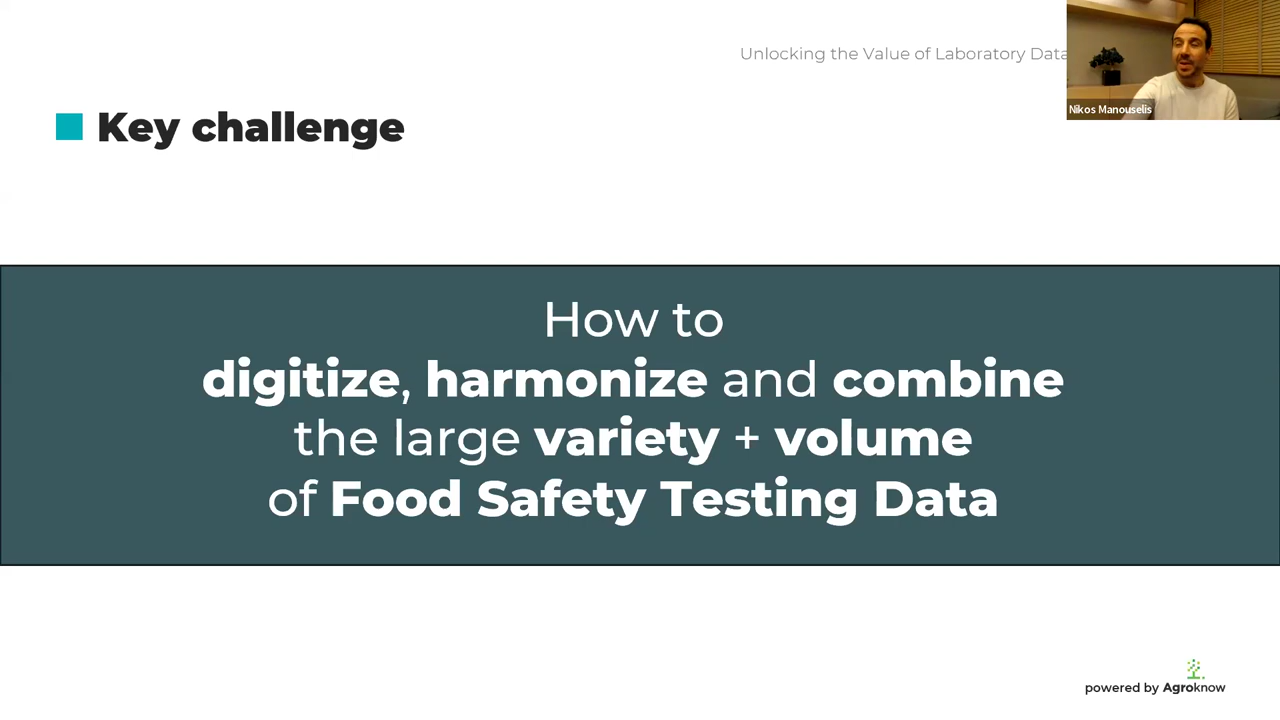 Unlocking the Value of Laboratory Data
Nikos Manouselis
Key challenge
How to
digitize, harmonize and combine
the large variety + volume
of Food Safety Testing Data
powered by Agroknow